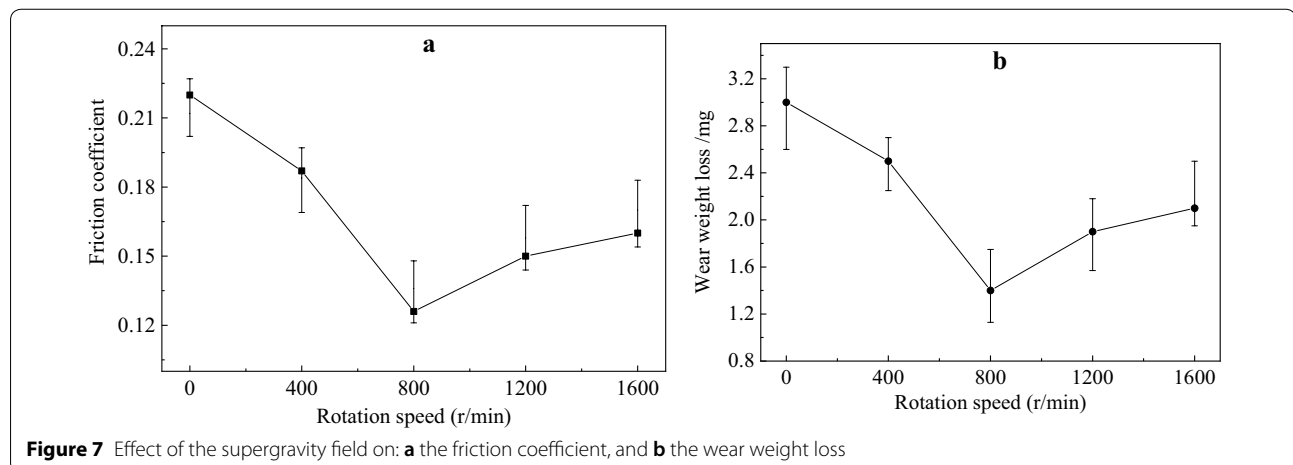 a
0.24
0.21
0.18
0.15
0.12
Friction coefficient
0 400 800 1200 1600
Rotation speed (r/min)
b
3.2
2.8
2.4
2.0
1.6
1.2
0.8
Wear weight loss /mg
0 400 800 1200 1600
Rotation speed (r/min)
Figure 7 Effect of the supergravity field on: a the friction coefficient, and b the wear weight loss